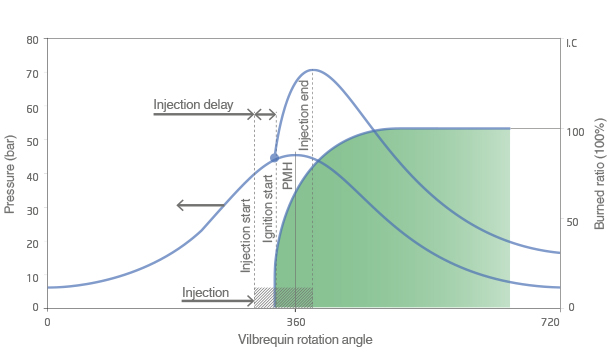 80
70
60
50
40
30
20
10
0
Pressure (bar)
Injection delay
Injection start
Ignition start
PMH
Injection end
Injection
I.C
100
50
0
Burned ratio (100%)
0
360
720
Vilbrequin rotation angle